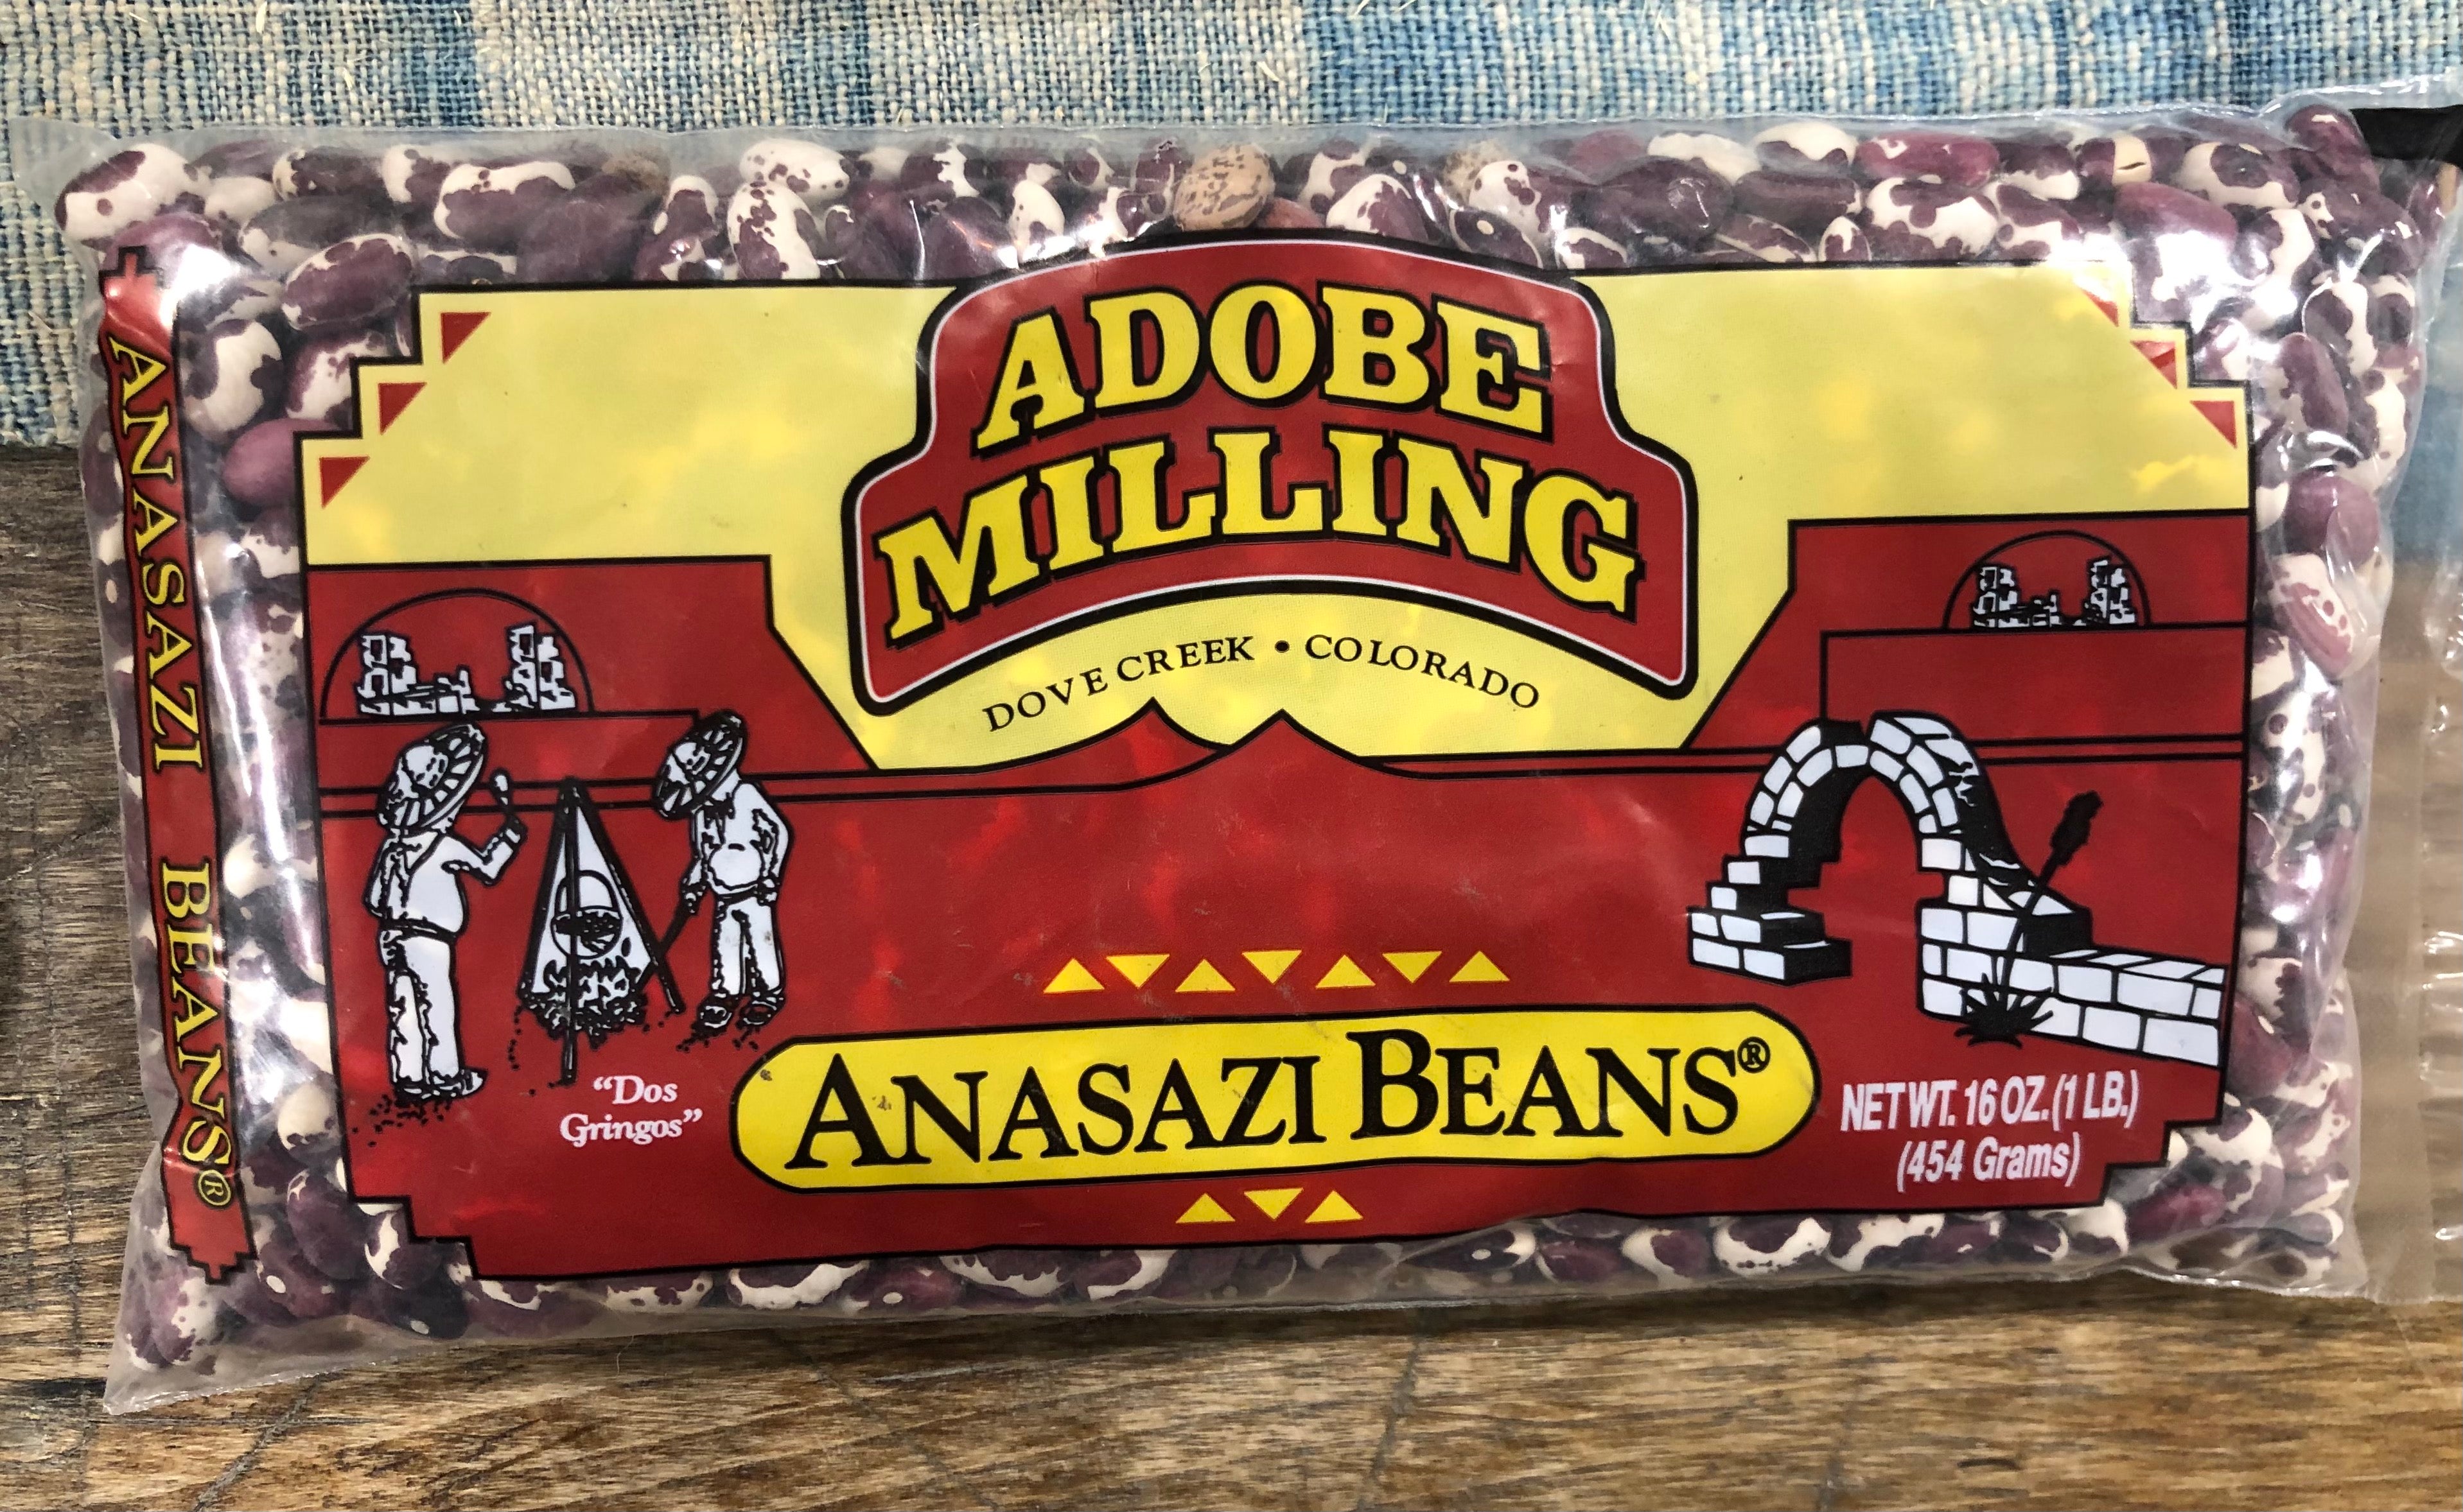 ADOBE
MILLING
DOVE CREEK • COLORADO
ANASAZI BEANS®
"Dos
Gringos"
ANASAZI BEANS®
NET WT. 16 OZ. (1 LB.)
(454 Grams)